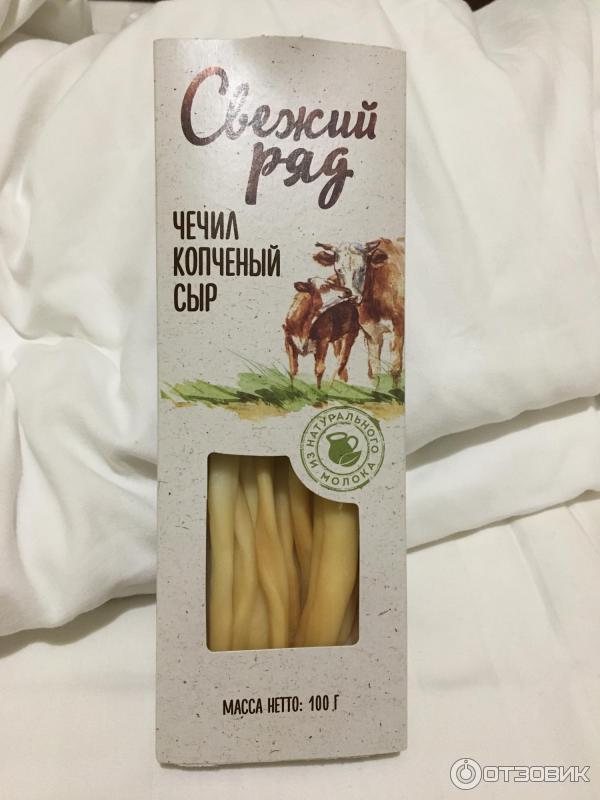 Свежий
ряд
ЧЕЧИЛ
КОПЧЕНЫЙ
СЫР
ИЗ НАТУРАЛЬНОГО
МОЛОКА
МАССА НЕТТО: 100 Г
ОТЗОВИК